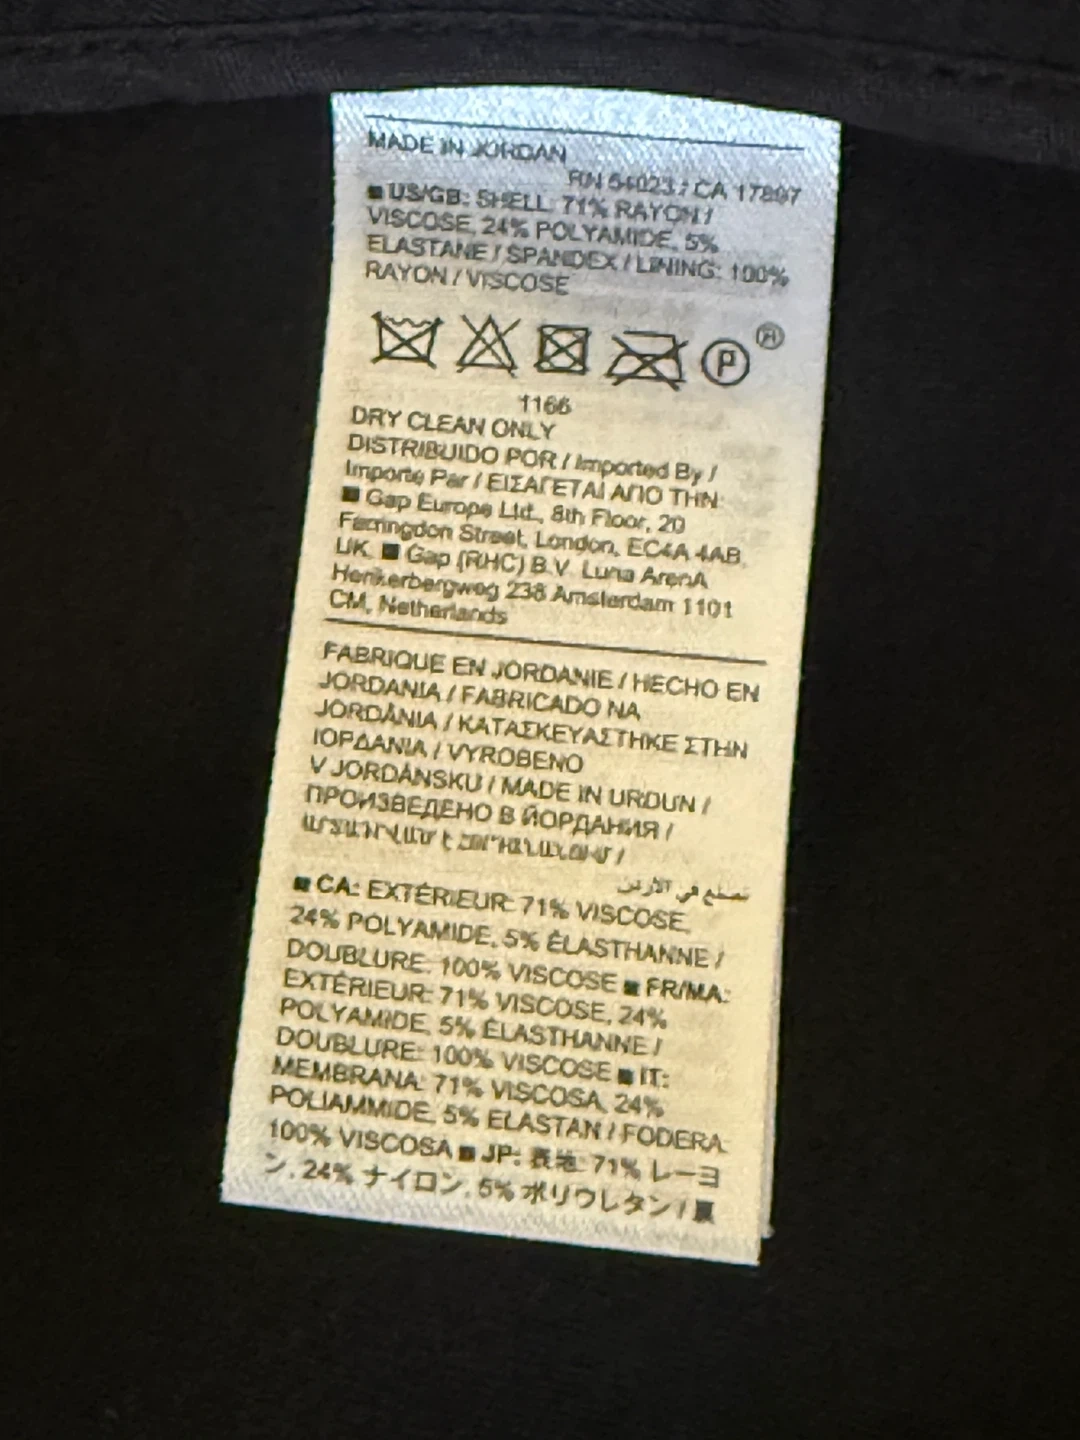 MADE IN JORDAN
RN 54023 / CA 17897
■ US/GB: SHELL: 71% RAYON /
VISCOSE, 24% POLYAMIDE, 5%
ELASTANE / SPANDEX / LINING: 100%
RAYON / VISCOSE
P
1166
DRY CLEAN ONLY
DISTRIBUIDO POR / Imported By /
Importé Par / ΕΙΣΑΓΕΤΑΙ ΑΠΟ ΤΗΝ:
■ Gap Europe Ltd., 8th Floor, 20
Farringdon Street, London, EC4A 4AB,
UK. ■ Gap (RHC) B.V. Luna ArenA
Herikerbergweg 238 Amsterdam 1101
CM, Netherlands
FABRIQUÉ EN JORDANIE / HECHO EN
JORDANIA / FABRICADO NA
JORDÂNIA / ΚΑΤΑΣΚΕΥΑΣΤΗΚΕ ΣΤΗΝ
ΙΟΡΔΑΝΙΑ / VYROBENO
V JORDÁNSKU / MADE IN URDUN /
ПРОИЗВЕДЕНО В ЙОРДАНИЯ /
/
في الأردن
■ CA: EXTÉRIEUR: 71% VISCOSE,
24% POLYAMIDE, 5% ÉLASTHANNE /
DOUBLURE: 100% VISCOSE ■ FR/MA:
EXTÉRIEUR: 71% VISCOSE, 24%
POLYAMIDE, 5% ÉLASTHANNE /
DOUBLURE: 100% VISCOSE ■ IT:
MEMBRANA: 71% VISCOSA, 24%
POLIAMMIDE, 5% ELASTAN / FODERA:
100% VISCOSA ■ JP: 表地: 71% レーヨ
ン, 24% ナイロン, 5% ポリウレタン / 裏